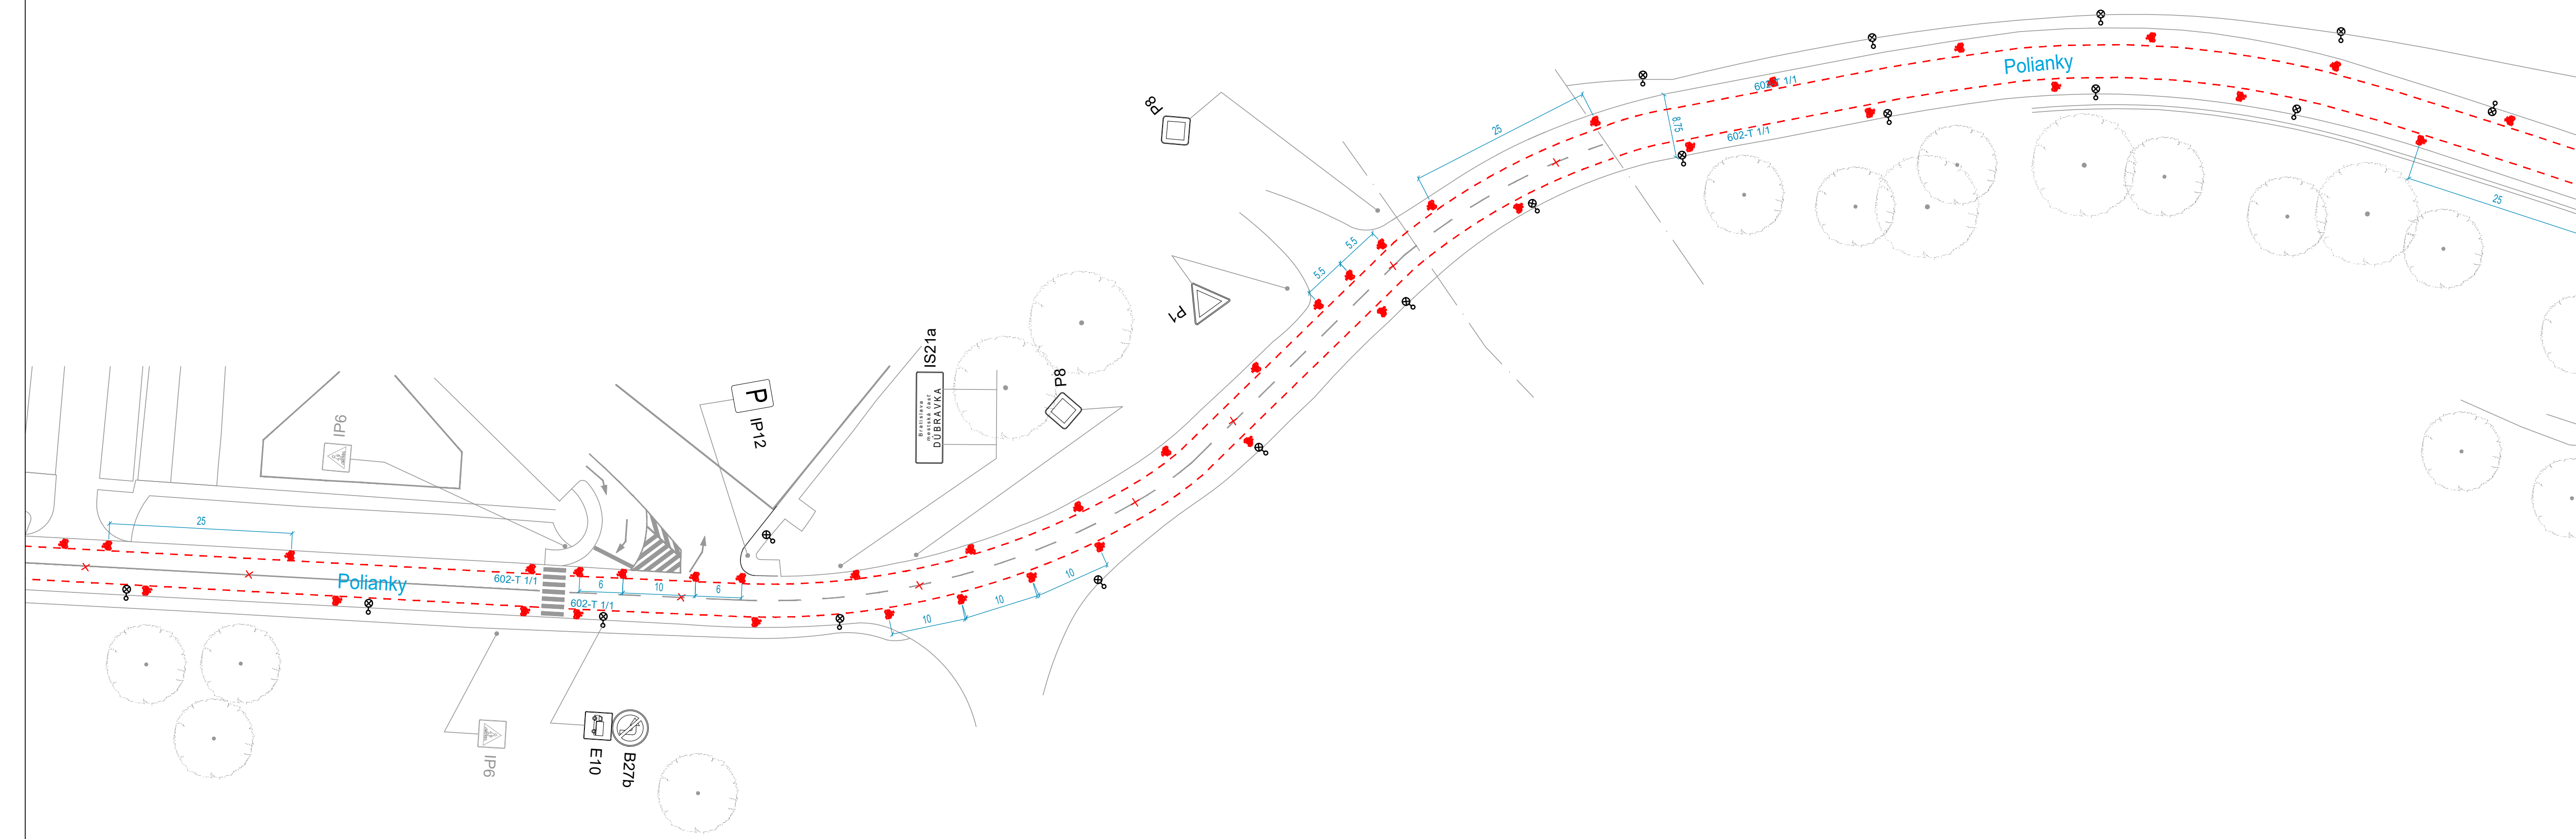 Polianky
602-T 1/1
602-T 1/1
25
8.75
25
P8
5.5
5.5
P1
IS21a
Bratislava
mestská časť
DÚBRAVKA
P8
P
IP12
IP6
25
Polianky
602-T 1/1
6
10
6
602-T 1/1
10
10
10
IP6
E10
B27b